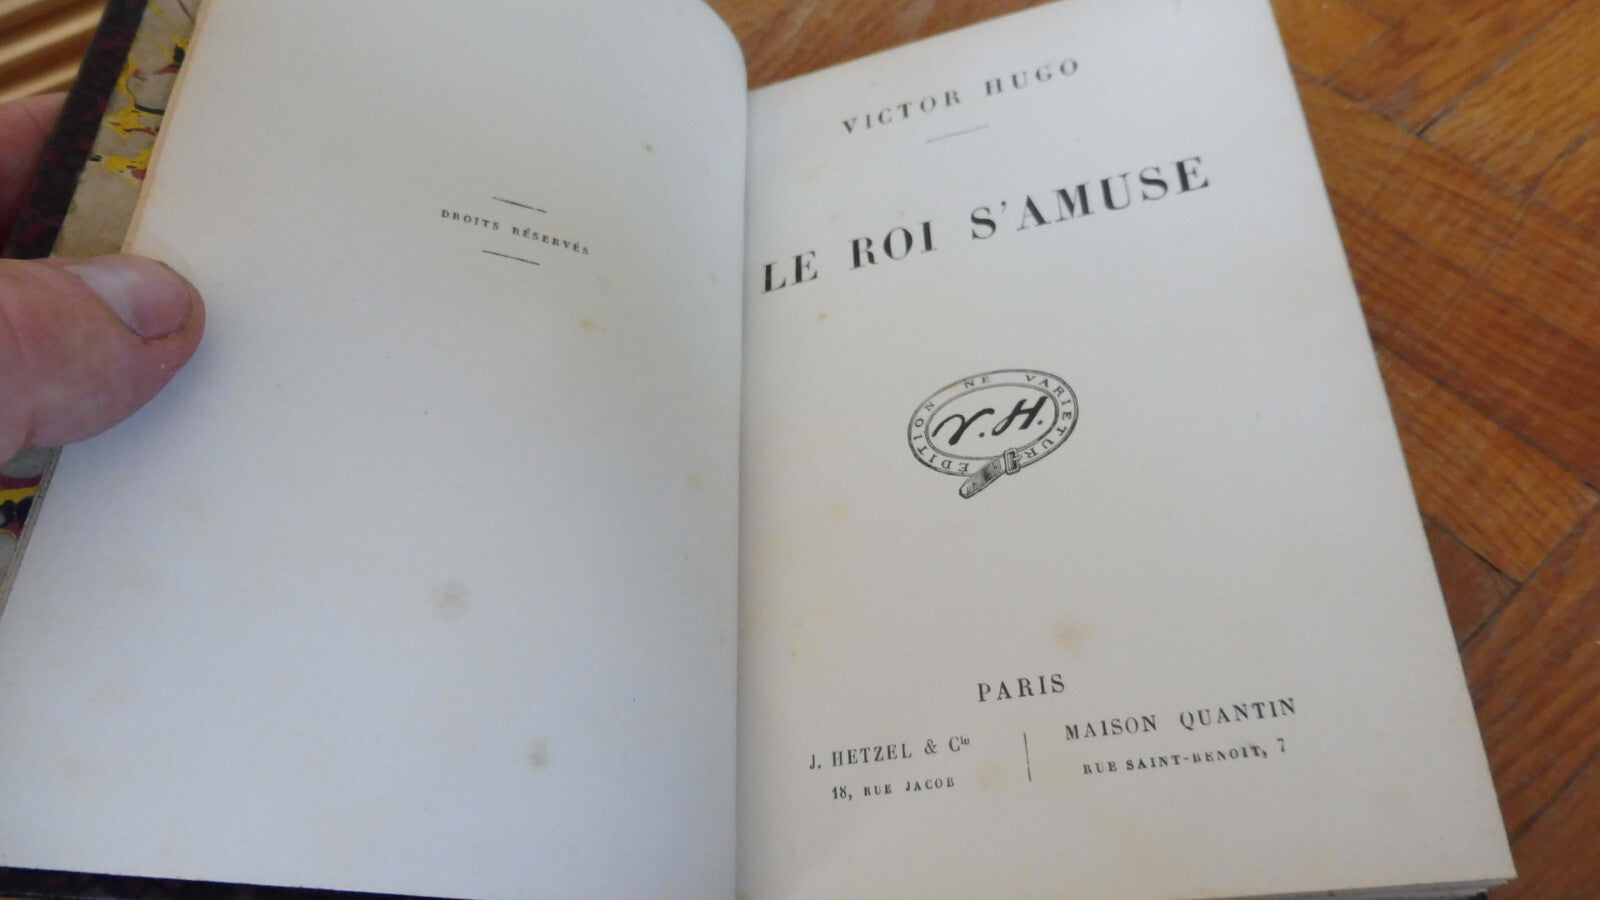 DROITS RÉSERVÉS
VICTOR HUGO
LE ROI S'AMUSE
EDITION NE VARIETUR
V.H.
PARIS
J. HETZEL & Cie
18, RUE JACOB
MAISON QUANTIN
RUE SAINT-BENOIT, 7